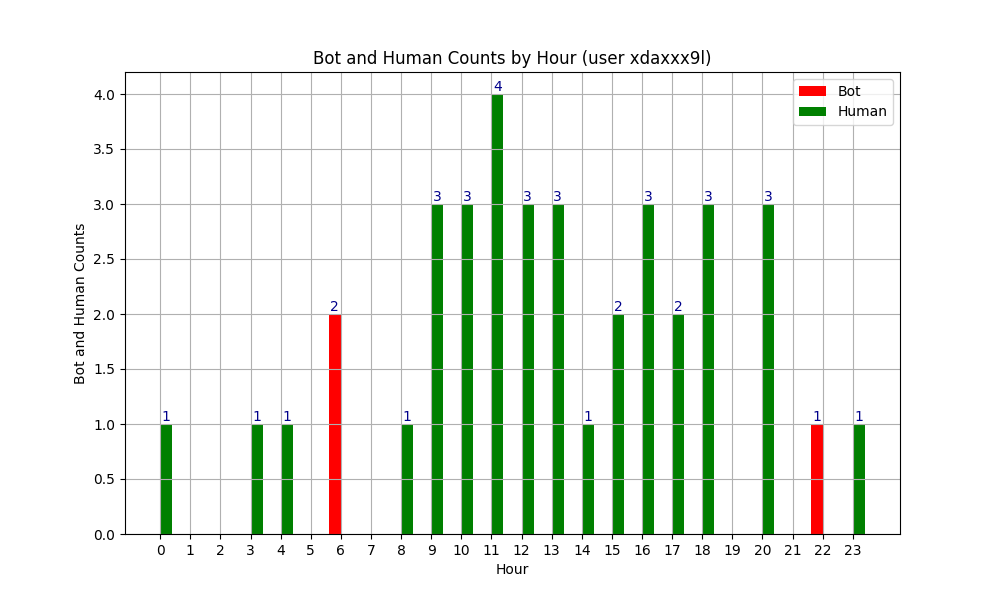 Bot and Human Counts by Hour (user xdaxxx9l)
Bot
Human
Bot and Human Counts
4.0
3.5
3.0
2.5
2.0
1.5
1.0
0.5
0.0
1 1 1 2 1 3 3 4 3 3 1 2 3 2 3 3 1 1
0 1 2 3 4 5 6 7 8 9 10 11 12 13 14 15 16 17 18 19 20 21 22 23
Hour